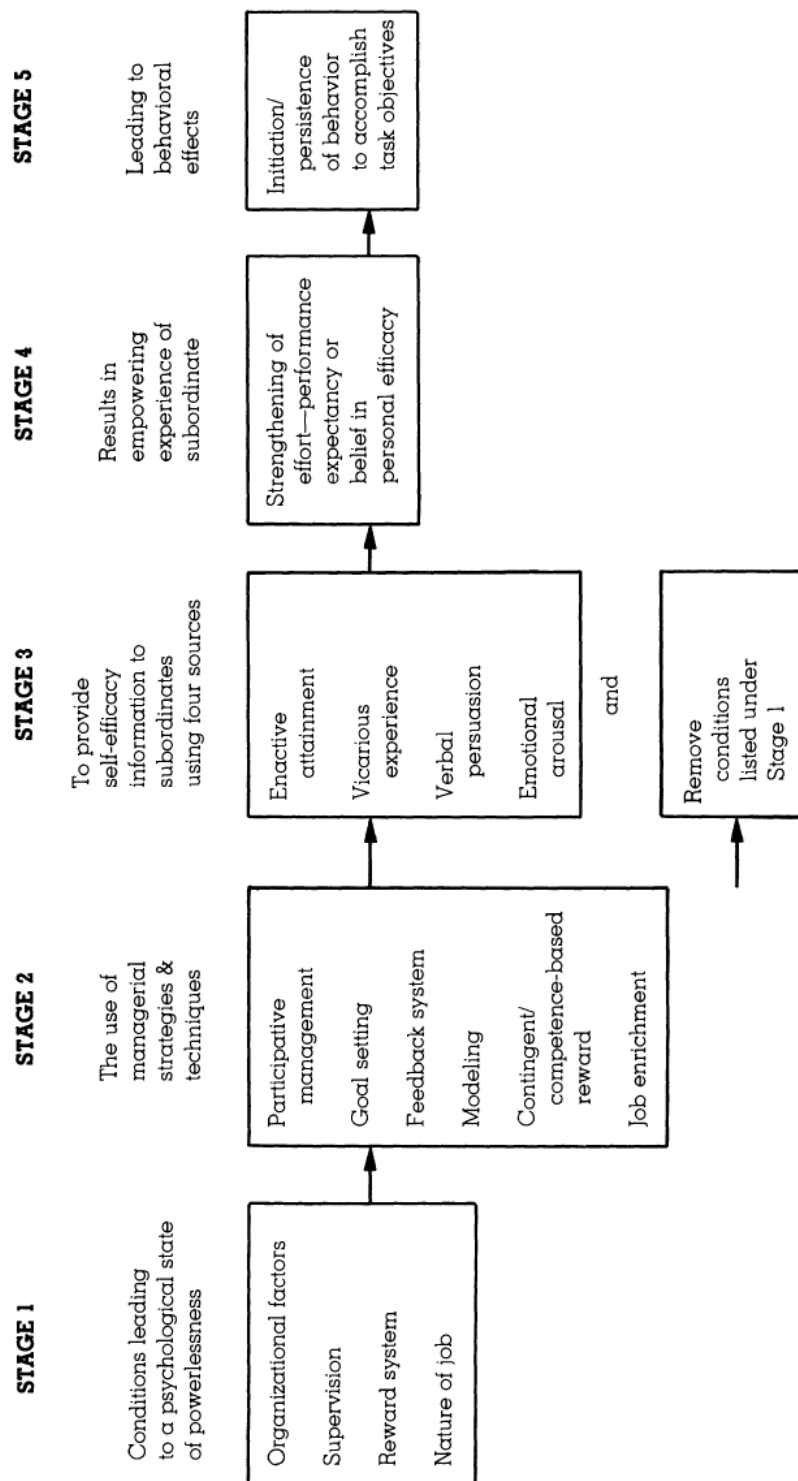 STAGE 1
Conditions leading
to a psychological state
of powerlessness
Organizational factors
Supervision
Reward system
Nature of job
STAGE 2
The use of
managerial
strategies &
techniques
Participative
management
Goal setting
Feedback system
Modeling
Contingent/
competence-based
reward
Job enrichment
STAGE 3
To provide
self-efficacy
information to
subordinates
using four sources
Enactive
attainment
Vicarious
experience
Verbal
persuasion
Emotional
arousal
and
Remove
conditions
listed under
Stage 1
STAGE 4
Results in
empowering
experience of
subordinate
Strengthening of
effort—performance
expectancy or
belief in
personal efficacy
STAGE 5
Leading to
behavioral
effects
Initiation/
persistence
of behavior
to accomplish
task objectives